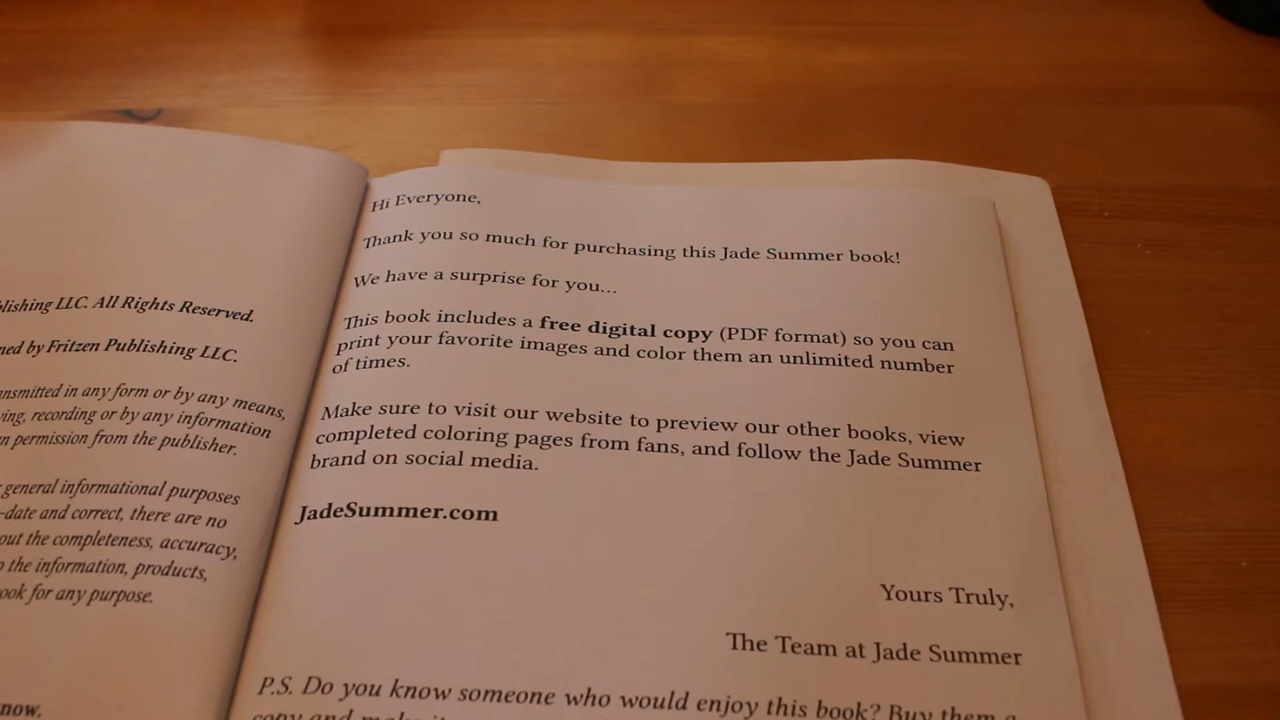 blishing LLC. All Rights Reserved.
by Fritzen Publishing LLC.
in any form or by any means,
recording or by any information
permission from the publisher.
general informational purposes
-date and correct, there are no
the completeness, accuracy,
the information, products,
for any purpose.
now.
Hi Everyone,
Thank you so much for purchasing this Jade Summer book!
We have a surprise for you...
This book includes a free digital copy (PDF format) so you can
print your favorite images and color them an unlimited number
of times.
Make sure to visit our website to preview our other books, view
completed coloring pages from fans, and follow the Jade Summer
brand on social media.
JadeSummer.com
Yours Truly,
The Team at Jade Summer
P.S. Do you know someone who would enjoy this book? Buy them a
copy and make